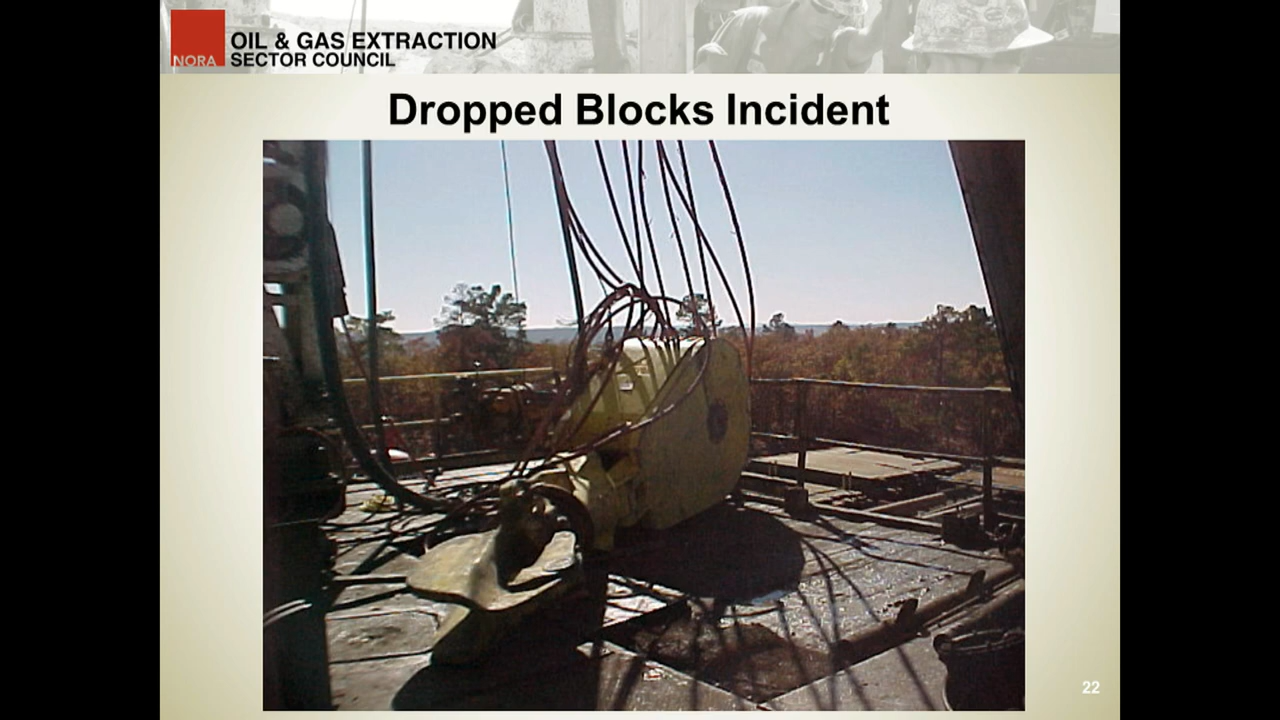 NORA
OIL & GAS EXTRACTION
SECTOR COUNCIL
Dropped Blocks Incident
22